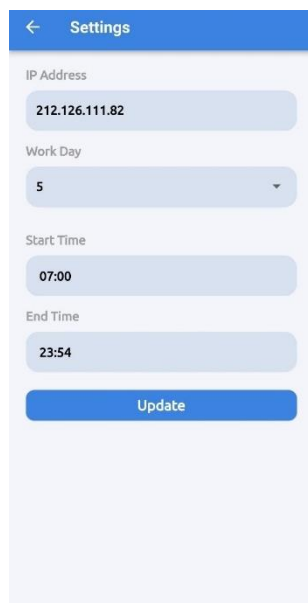 Settings
IP Address
212.126.111.82
Work Day
5
Start Time
07:00
End Time
23:54
Update